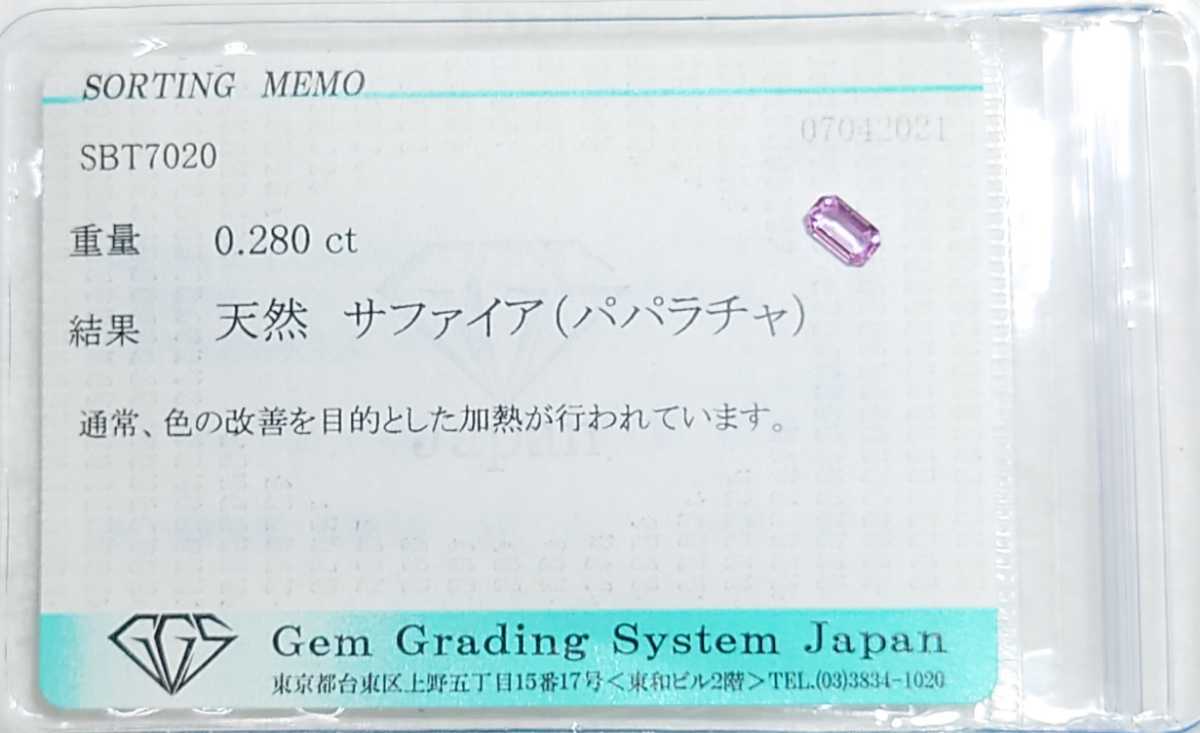 SORTING MEMO
07042021
SBT7020
重量 0.280 ct
結果 天然 サファイア(パパラチャ)
通常、色の改善を目的とした加熱が行われています。
GGS
Gem Grading System Japan
東京都台東区上野五丁目15番17号<東和ビル2階>TEL.(03)3834-1020